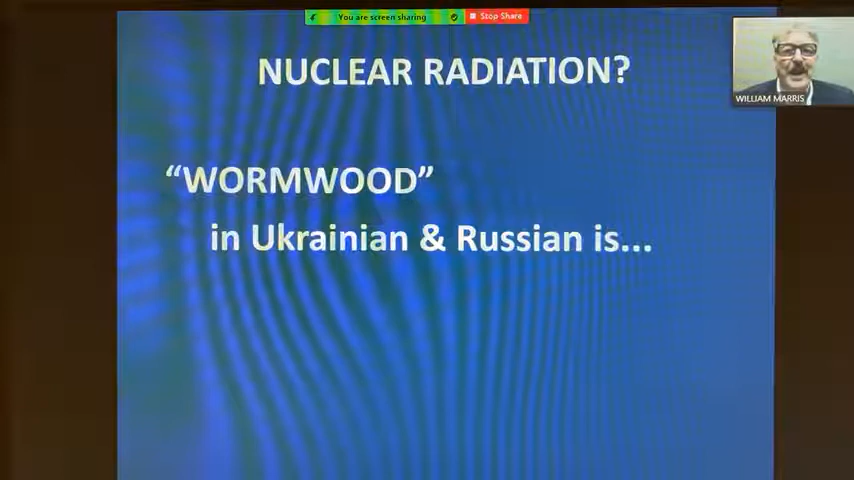 You are screen sharing
Stop Share
NUCLEAR RADIATION?
WILLIAM MARRIS
“WORMWOOD”
in Ukrainian & Russian is...